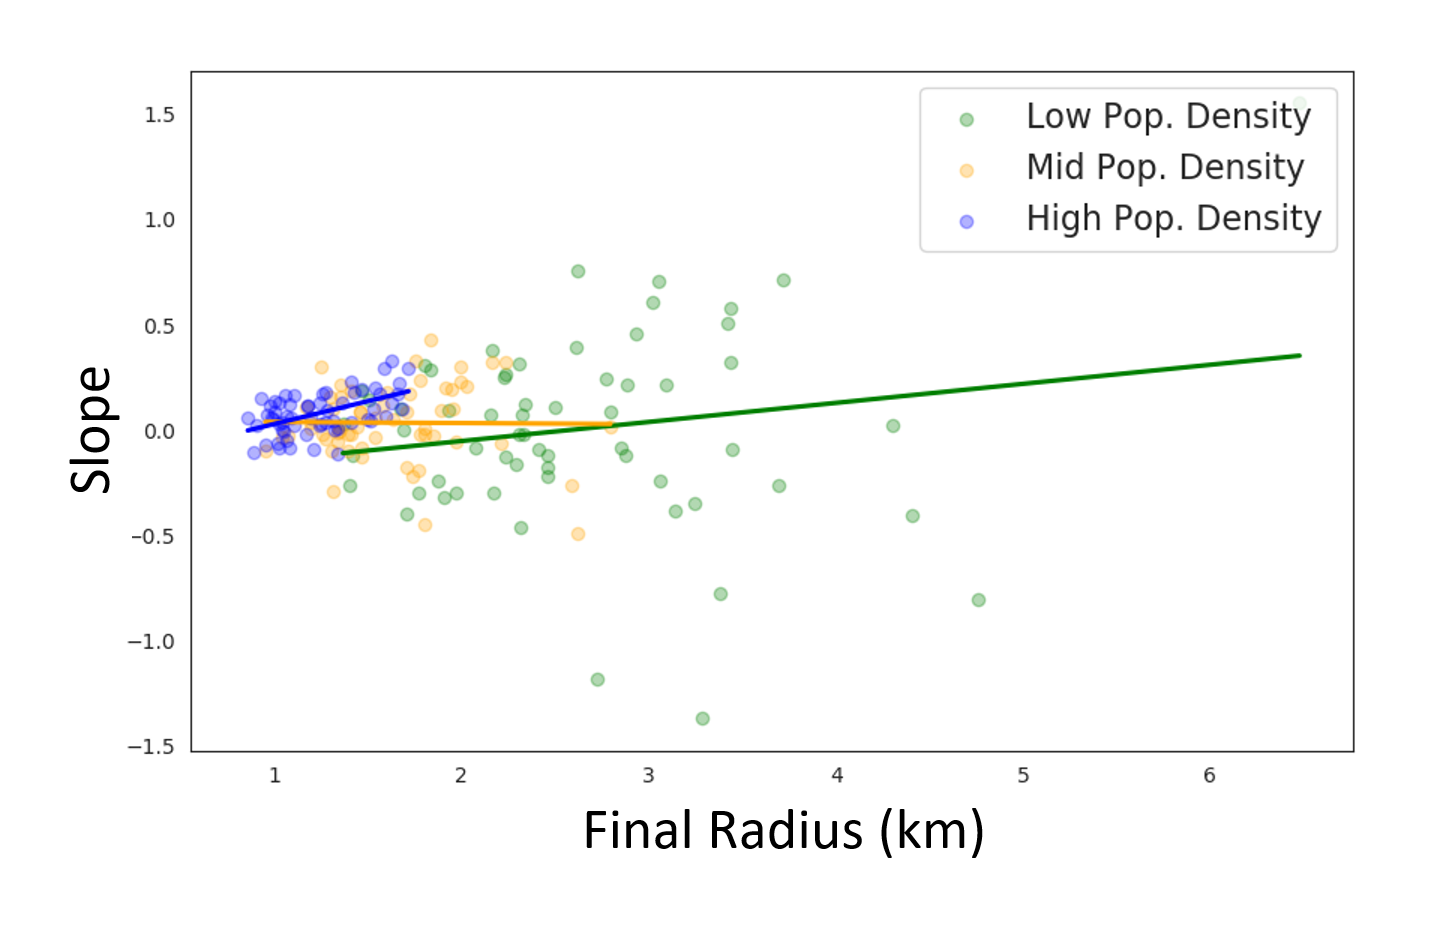 1.5
1.0
0.5
0.0
−0.5
−1.0
−1.5
Slope
Low Pop. Density
Mid Pop. Density
High Pop. Density
1 2 3 4 5 6
Final Radius (km)